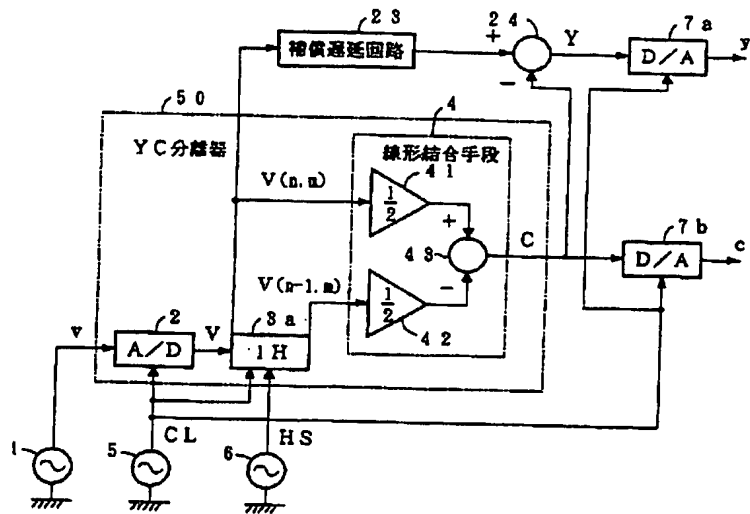 23
補償遅延回路
+
24
-
Y
7a
D/A
y
50
YC分離器
4
線形結合手段
V(n.m)
41
1/2
+
43
-
C
7b
D/A
c
V(n-1.m)
1/2
42
v
2
A/D
V
3a
1H
1
5
CL
6
HS